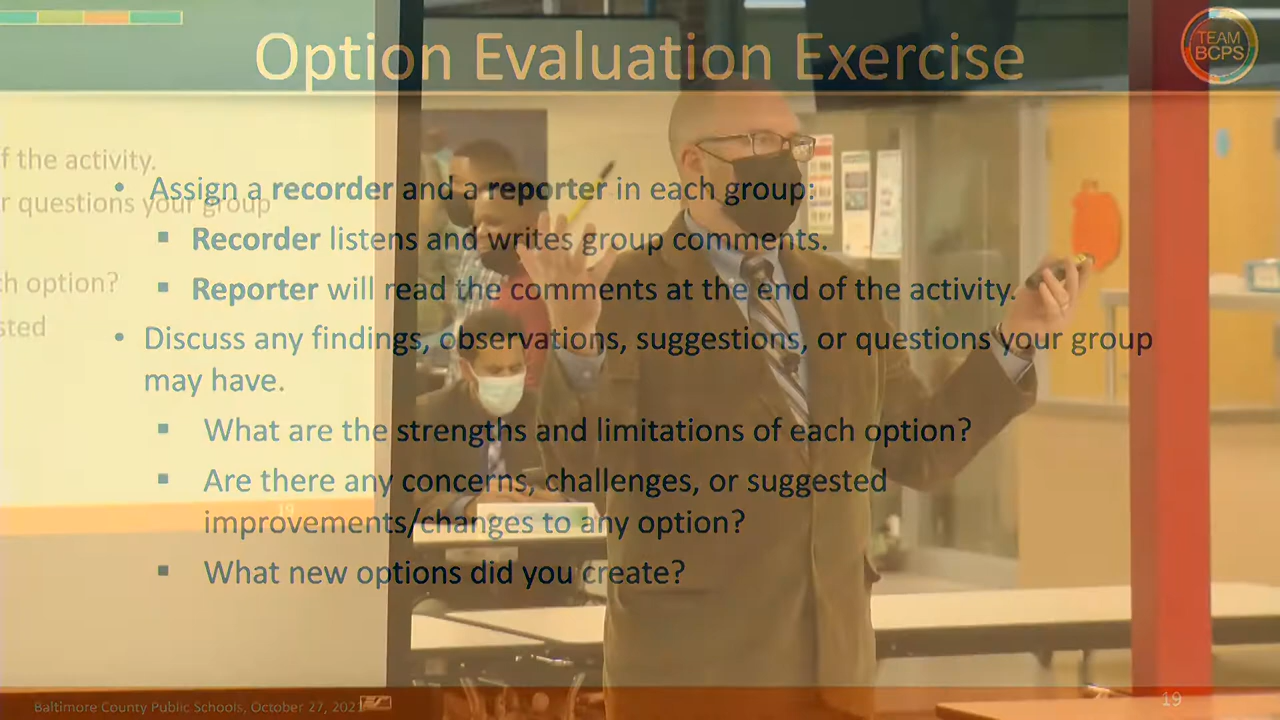 Option Evaluation Exercise
TEAM
BCPS
f the activity.
r questions your group
h option?
sted
19
• Assign a recorder and a reporter in each group:
▪ Recorder listens and writes group comments.
▪ Reporter will read the comments at the end of the activity.
• Discuss any findings, observations, suggestions, or questions your group
may have.
▪ What are the strengths and limitations of each option?
▪ Are there any concerns, challenges, or suggested
improvements/changes to any option?
▪ What new options did you create?
Baltimore County Public Schools, October 27, 2021
19